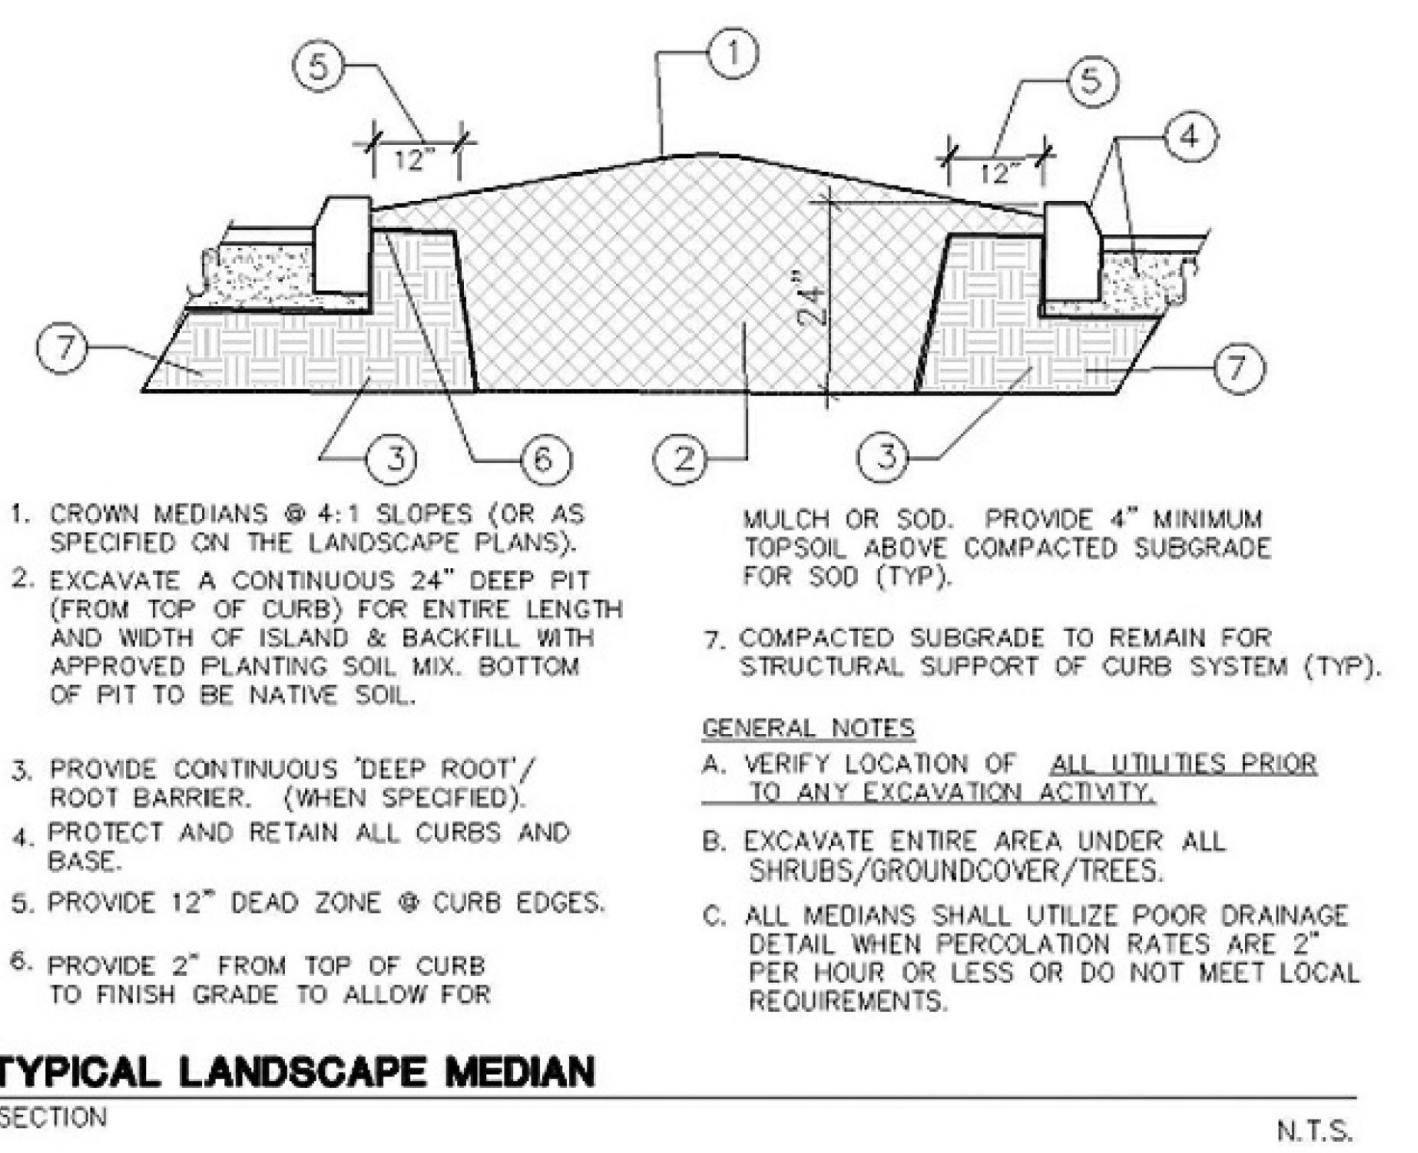 5
1
5
4
12"
12"
24"
7
7
3
6
2
3
1. CROWN MEDIANS @ 4:1 SLOPES (OR AS
SPECIFIED ON THE LANDSCAPE PLANS).
2. EXCAVATE A CONTINUOUS 24" DEEP PIT
(FROM TOP OF CURB) FOR ENTIRE LENGTH
AND WIDTH OF ISLAND & BACKFILL WITH
APPROVED PLANTING SOIL MIX. BOTTOM
OF PIT TO BE NATIVE SOIL.
3. PROVIDE CONTINUOUS 'DEEP ROOT'/
ROOT BARRIER. (WHEN SPECIFIED).
4. PROTECT AND RETAIN ALL CURBS AND
BASE.
5. PROVIDE 12" DEAD ZONE @ CURB EDGES.
6. PROVIDE 2" FROM TOP OF CURB
TO FINISH GRADE TO ALLOW FOR
MULCH OR SOD. PROVIDE 4" MINIMUM
TOPSOIL ABOVE COMPACTED SUBGRADE
FOR SOD (TYP).
7. COMPACTED SUBGRADE TO REMAIN FOR
STRUCTURAL SUPPORT OF CURB SYSTEM (TYP).
GENERAL NOTES
A. VERIFY LOCATION OF ALL UTILITIES PRIOR
TO ANY EXCAVATION ACTIVITY.
B. EXCAVATE ENTIRE AREA UNDER ALL
SHRUBS/GROUNDCOVER/TREES.
C. ALL MEDIANS SHALL UTILIZE POOR DRAINAGE
DETAIL WHEN PERCOLATION RATES ARE 2"
PER HOUR OR LESS OR DO NOT MEET LOCAL
REQUIREMENTS.
TYPICAL LANDSCAPE MEDIAN
SECTION
N.T.S.